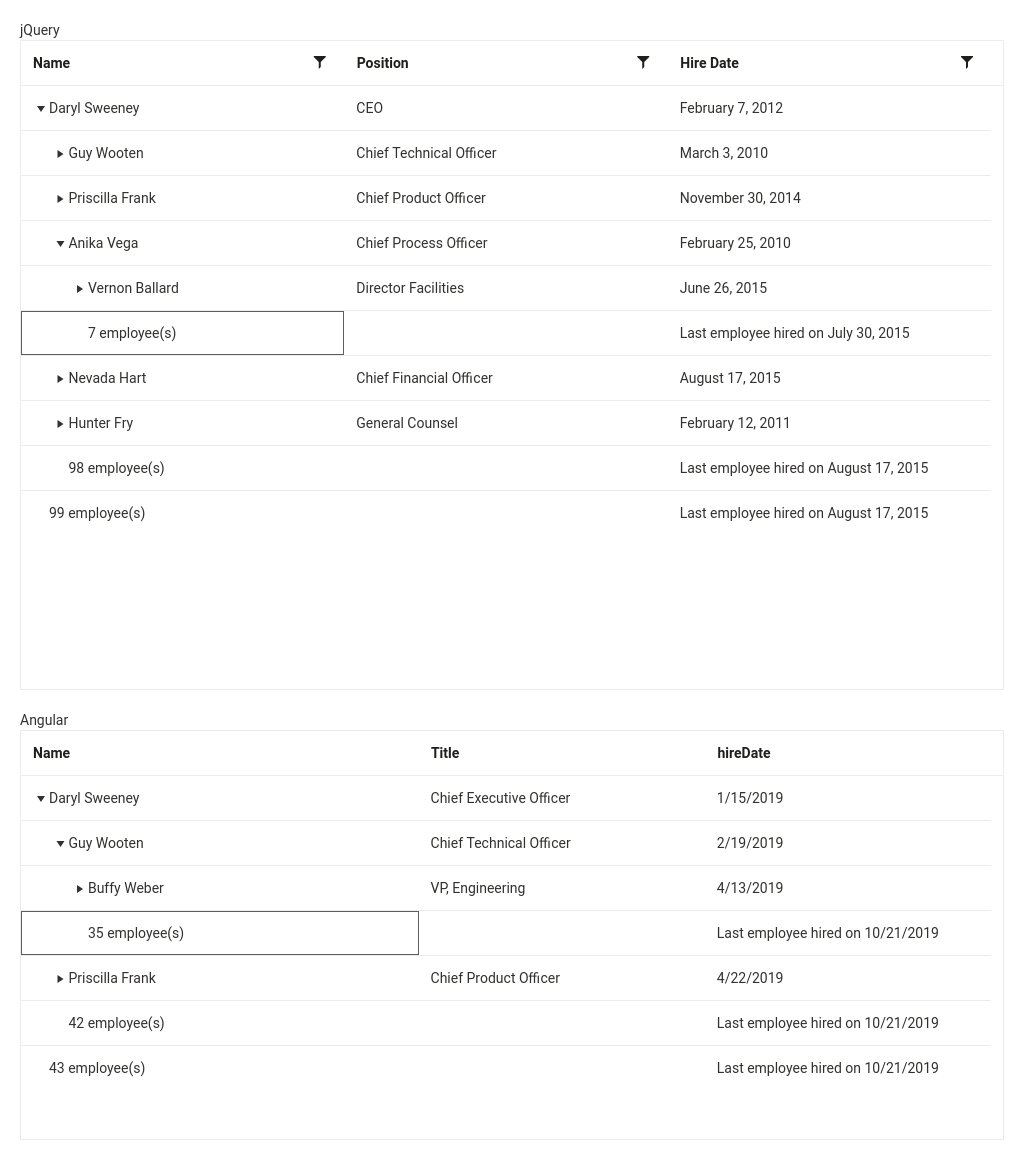 jQuery
Name Position Hire Date
Daryl Sweeney CEO February 7, 2012
Guy Wooten Chief Technical Officer March 3, 2010
Priscilla Frank Chief Product Officer November 30, 2014
Anika Vega Chief Process Officer February 25, 2010
Vernon Ballard Director Facilities June 26, 2015
7 employee(s) Last employee hired on July 30, 2015
Nevada Hart Chief Financial Officer August 17, 2015
Hunter Fry General Counsel February 12, 2011
98 employee(s) Last employee hired on August 17, 2015
99 employee(s) Last employee hired on August 17, 2015
Angular
Name Title hireDate
Daryl Sweeney Chief Executive Officer 1/15/2019
Guy Wooten Chief Technical Officer 2/19/2019
Buffy Weber VP, Engineering 4/13/2019
35 employee(s) Last employee hired on 10/21/2019
Priscilla Frank Chief Product Officer 4/22/2019
42 employee(s) Last employee hired on 10/21/2019
43 employee(s) Last employee hired on 10/21/2019